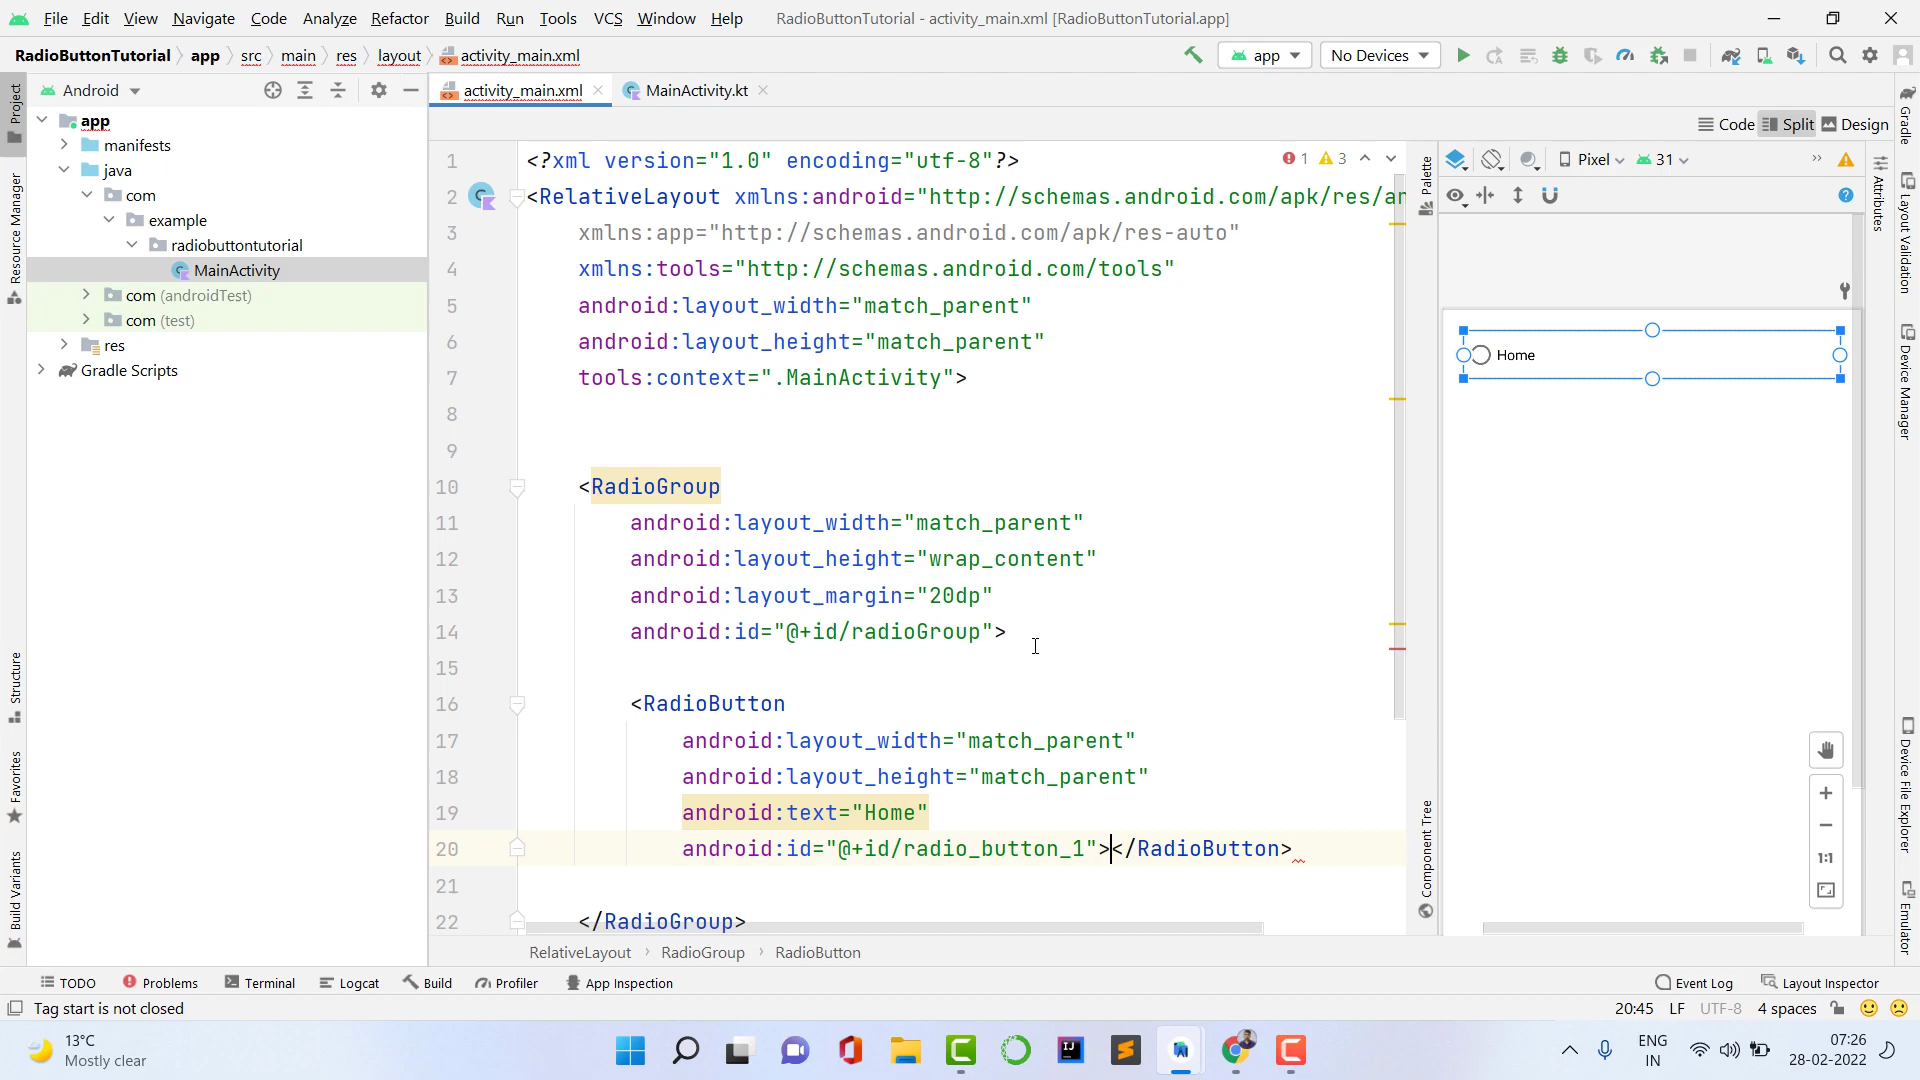 File Edit View Navigate Code Analyze Refactor Build Run Tools VCS Window Help RadioButtonTutorial - activity_main.xml [RadioButtonTutorial.app]
RadioButtonTutorial app src main res layout activity_main.xml app No Devices
Project
Android
activity_main.xml MainActivity.kt
Code Split Design
app
manifests
java
com
example
radiobuttontutorial
MainActivity
com (androidTest)
com (test)
res
Gradle Scripts
Resource Manager
Structure
Favorites
Build Variants
1 <?xml version="1.0" encoding="utf-8"?>
2 <RelativeLayout xmlns:android="http://schemas.android.com/apk/res/an
3 xmlns:app="http://schemas.android.com/apk/res-auto"
4 xmlns:tools="http://schemas.android.com/tools"
5 android:layout_width="match_parent"
6 android:layout_height="match_parent"
7 tools:context=".MainActivity">
8
9
10 <RadioGroup
11 android:layout_width="match_parent"
12 android:layout_height="wrap_content"
13 android:layout_margin="20dp"
14 android:id="@+id/radioGroup">
15
16 <RadioButton
17 android:layout_width="match_parent"
18 android:layout_height="match_parent"
19 android:text="Home"
20 android:id="@+id/radio_button_1"></RadioButton>
21
22 </RadioGroup>
1 3
Palette
Component Tree
Pixel 31
Home
1:1
Attributes
Gradle
Layout Validation
Device Manager
Device File Explorer
Emulator
RelativeLayout RadioGroup RadioButton
TODO Problems Terminal Logcat Build Profiler App Inspection Event Log Layout Inspector
Tag start is not closed 20:45 LF UTF-8 4 spaces
13°C
Mostly clear
ENG
IN
07:26
28-02-2022